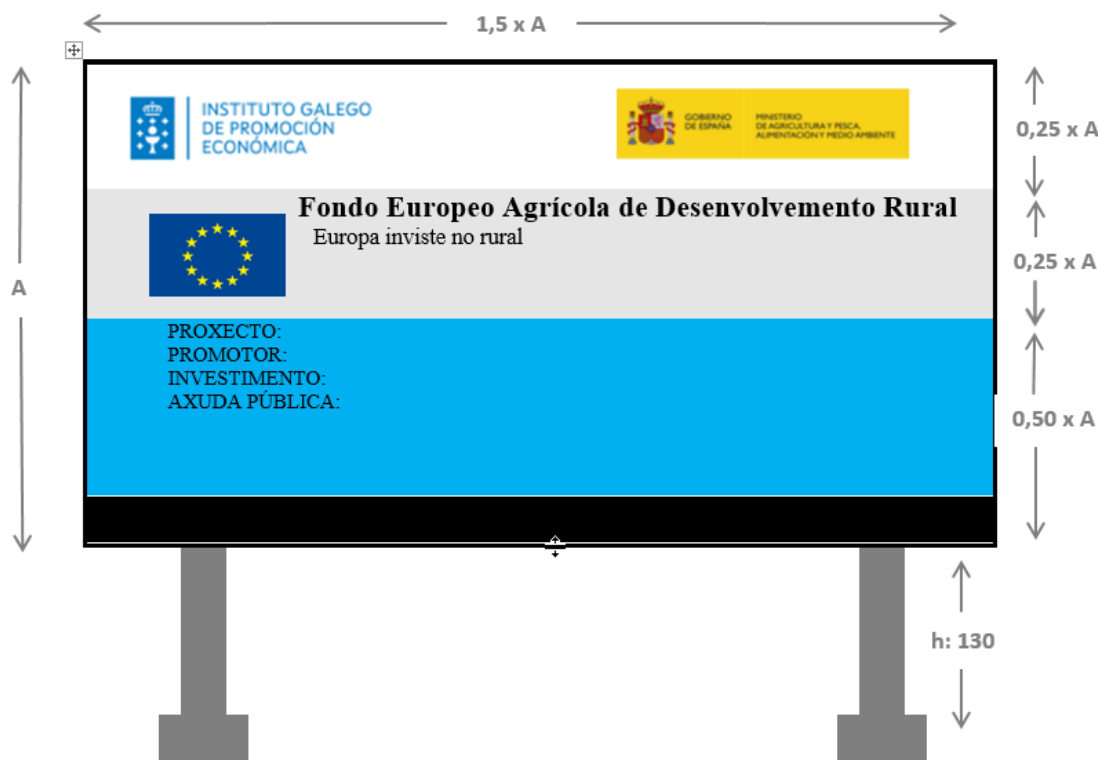 1,5 x A
INSTITUTO GALEGO
DE PROMOCIÓN
ECONÓMICA
GOBIERNO
DE ESPAÑA
MINISTERIO
DE AGRICULTURA Y PESCA,
ALIMENTACIÓN Y MEDIO AMBIENTE
0,25 x A
Fondo Europeo Agrícola de Desenvolvemento Rural
Europa inviste no rural
0,25 x A
A
PROXECTO:
PROMOTOR:
INVESTIMENTO:
AXUDA PÚBLICA:
0,50 x A
h: 130